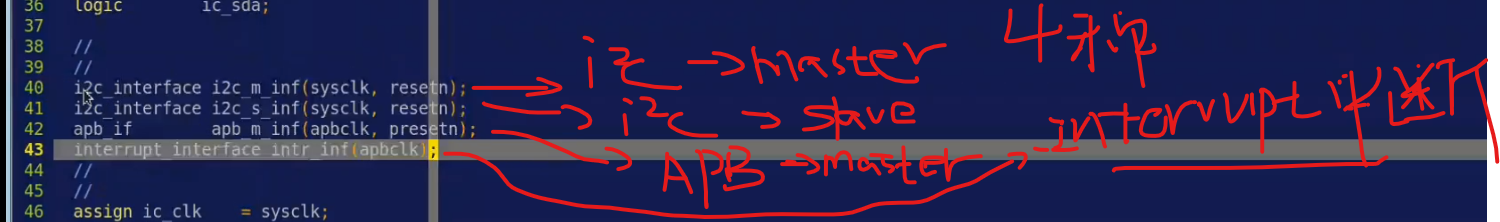 36 logic ic_sda;
37
38 //
39 //
40 i2c_interface i2c_m_inf(sysclk, resetn);
41 i2c_interface i2c_s_inf(sysclk, resetn);
42 apb_if apb_m_inf(apbclk, presetn);
43 interrupt_interface intr_inf(apbclk);
44 //
45 //
46 assign ic_clk = sysclk;
4种
i2c → master
i2c → slave
APB → master
interrupt